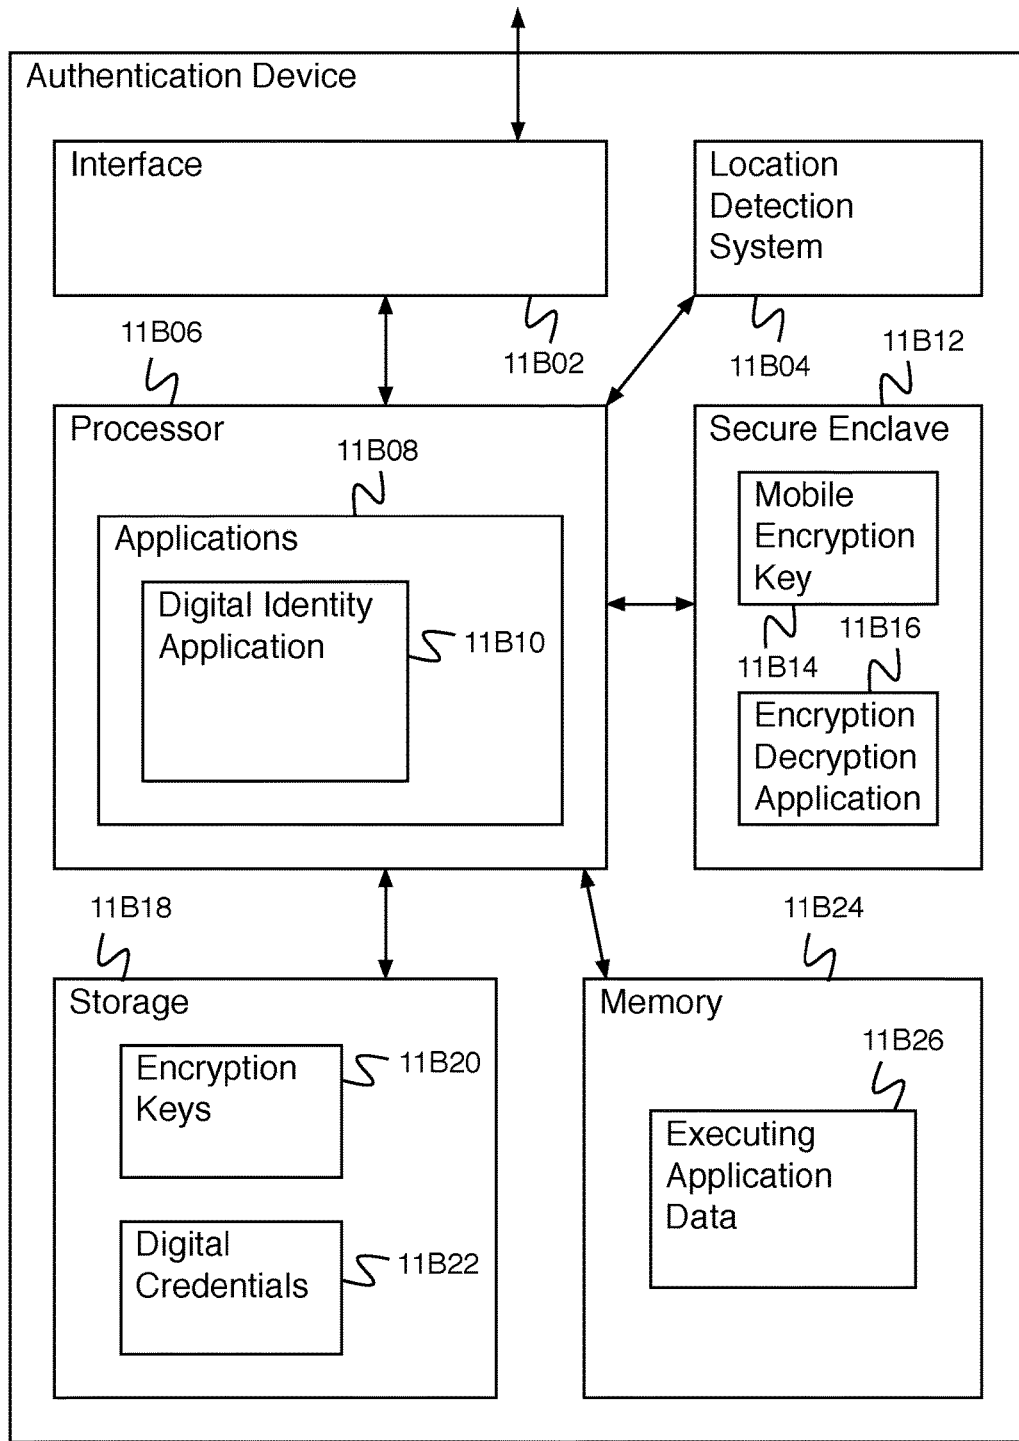 Authentication Device
Interface
Location
Detection
System
11B06
11B02
11B04
11B12
Processor
Secure Enclave
11B08
Mobile
Encryption
Key
Applications
Digital Identity
Application
11B10
11B14
11B16
Encryption
Decryption
Application
11B18
11B24
Storage
Memory
Encryption
Keys
11B20
11B26
Executing
Application
Data
Digital
Credentials
11B22